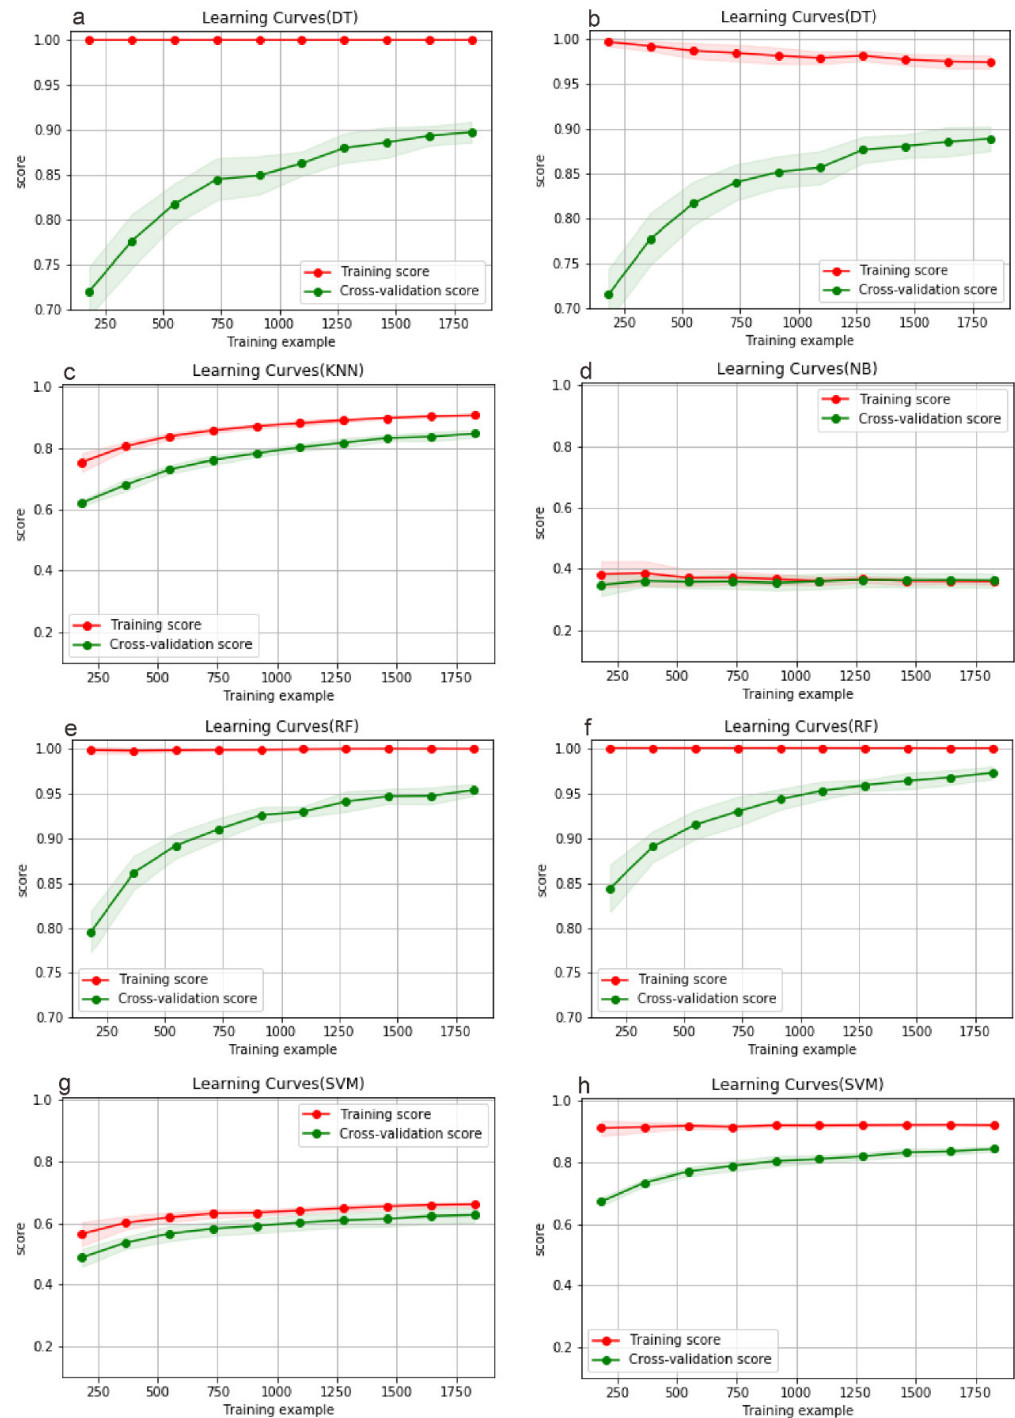 a
Learning Curves(DT)
1.00
0.95
0.90
0.85
0.80
0.75
0.70
score
Training score
Cross-validation score
250 500 750 1000 1250 1500 1750
Training example
b
Learning Curves(DT)
1.00
0.95
0.90
0.85
0.80
0.75
0.70
score
Training score
Cross-validation score
250 500 750 1000 1250 1500 1750
Training example
c
Learning Curves(KNN)
1.0
0.8
0.6
0.4
0.2
score
Training score
Cross-validation score
250 500 750 1000 1250 1500 1750
Training example
d
Learning Curves(NB)
1.0
0.8
0.6
0.4
0.2
score
Training score
Cross-validation score
250 500 750 1000 1250 1500 1750
Training example
e
Learning Curves(RF)
1.00
0.95
0.90
0.85
0.80
0.75
0.70
score
Training score
Cross-validation score
250 500 750 1000 1250 1500 1750
Training example
f
Learning Curves(RF)
1.00
0.95
0.90
0.85
0.80
0.75
0.70
score
Training score
Cross-validation score
250 500 750 1000 1250 1500 1750
Training example
g
Learning Curves(SVM)
1.0
0.8
0.6
0.4
0.2
score
Training score
Cross-validation score
250 500 750 1000 1250 1500 1750
Training example
h
Learning Curves(SVM)
1.0
0.8
0.6
0.4
0.2
score
Training score
Cross-validation score
250 500 750 1000 1250 1500 1750
Training example